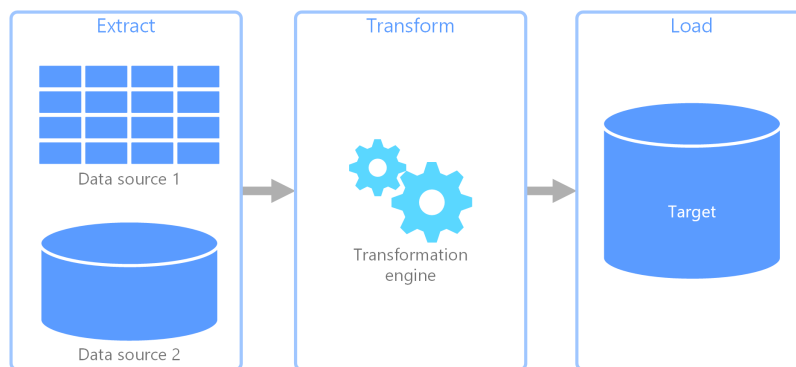 Extract
Transform
Load
Data source 1
Data source 2
Transformation
engine
Target